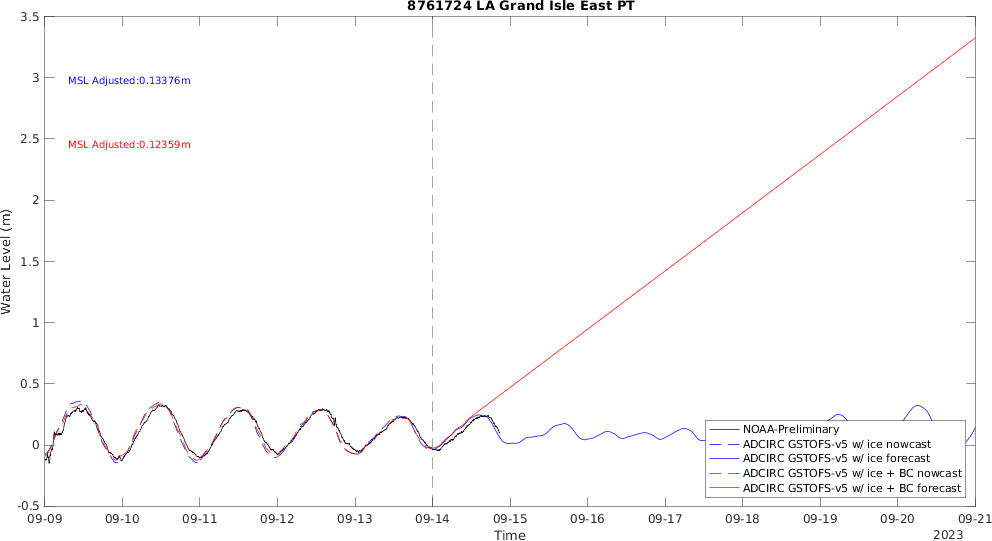 8761724 LA Grand Isle East PT
3.5
3
2.5
2
1.5
1
0.5
0
-0.5
Water Level (m)
MSL Adjusted:0.13376m
MSL Adjusted:0.12359m
NOAA-Preliminary
ADCIRC GSTOFS-v5 w/ ice nowcast
ADCIRC GSTOFS-v5 w/ ice forecast
ADCIRC GSTOFS-v5 w/ ice + BC nowcast
ADCIRC GSTOFS-v5 w/ ice + BC forecast
09-09 09-10 09-11 09-12 09-13 09-14 09-15 09-16 09-17 09-18 09-19 09-20 09-21
Time
2023